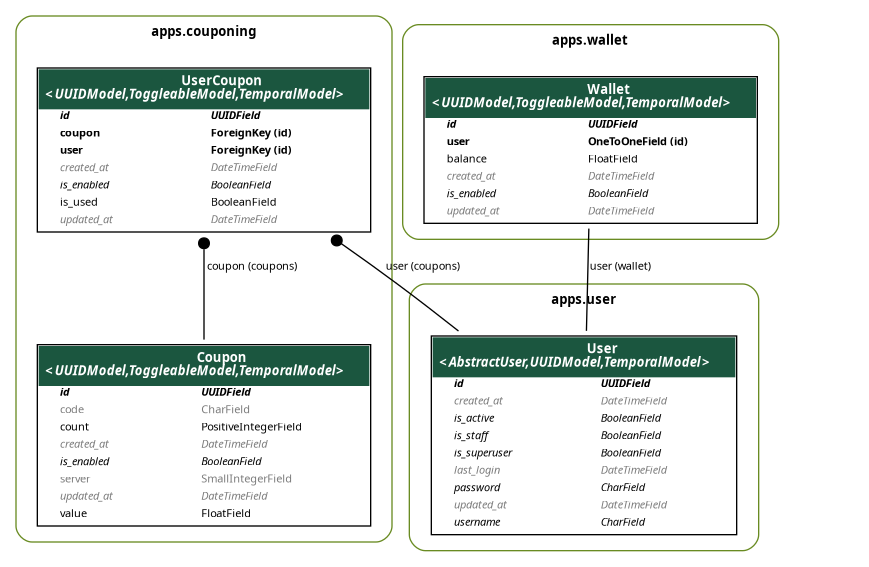 apps.couponing
UserCoupon
< UUIDModel,ToggleableModel,TemporalModel>
id UUIDField
coupon ForeignKey (id)
user ForeignKey (id)
created_at DateTimeField
is_enabled BooleanField
is_used BooleanField
updated_at DateTimeField
apps.wallet
Wallet
< UUIDModel,ToggleableModel,TemporalModel>
id UUIDField
user OneToOneField (id)
balance FloatField
created_at DateTimeField
is_enabled BooleanField
updated_at DateTimeField
coupon (coupons)
user (coupons)
user (wallet)
Coupon
< UUIDModel,ToggleableModel,TemporalModel>
id UUIDField
code CharField
count PositiveIntegerField
created_at DateTimeField
is_enabled BooleanField
server SmallIntegerField
updated_at DateTimeField
value FloatField
apps.user
User
< AbstractUser,UUIDModel,TemporalModel>
id UUIDField
created_at DateTimeField
is_active BooleanField
is_staff BooleanField
is_superuser BooleanField
last_login DateTimeField
password CharField
updated_at DateTimeField
username CharField